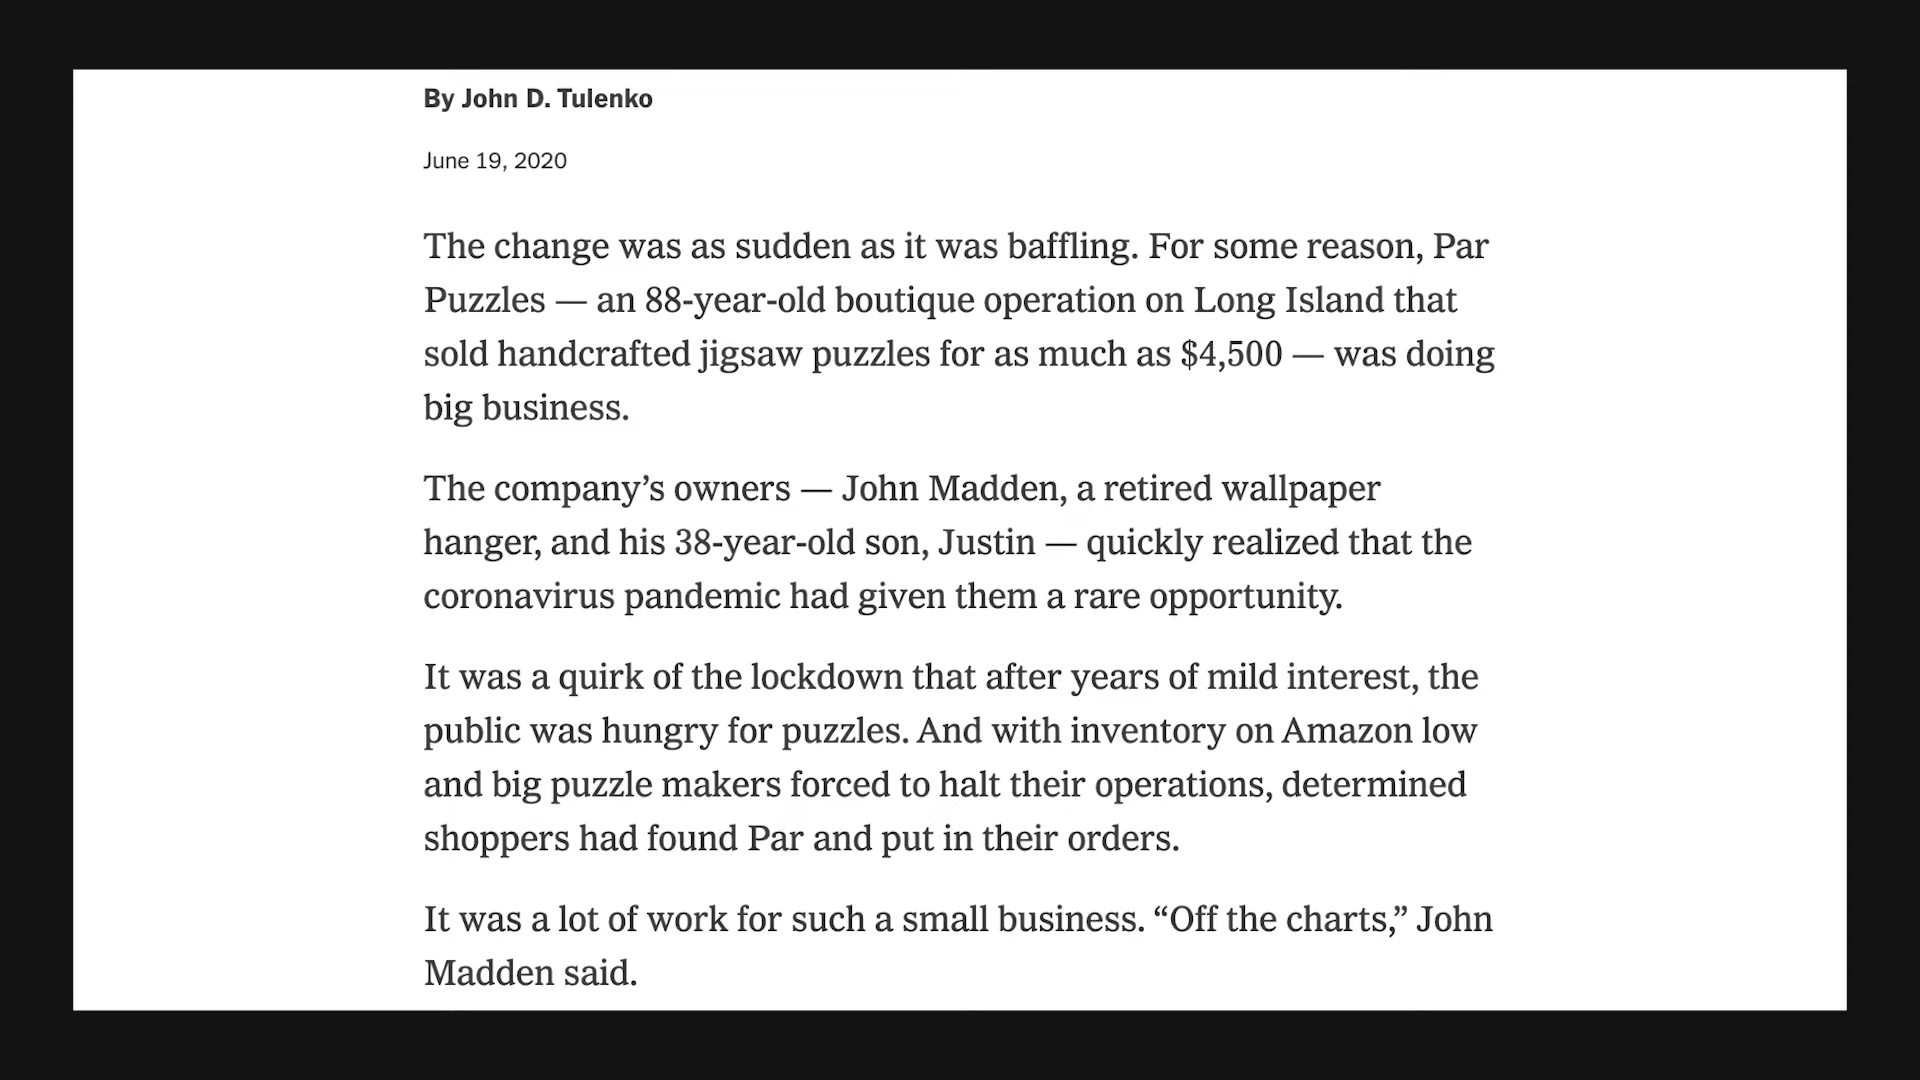 By John D. Tulenko
June 19, 2020
The change was as sudden as it was baffling. For some reason, Par
Puzzles — an 88-year-old boutique operation on Long Island that
sold handcrafted jigsaw puzzles for as much as $4,500 — was doing
big business.
The company’s owners — John Madden, a retired wallpaper
hanger, and his 38-year-old son, Justin — quickly realized that the
coronavirus pandemic had given them a rare opportunity.
It was a quirk of the lockdown that after years of mild interest, the
public was hungry for puzzles. And with inventory on Amazon low
and big puzzle makers forced to halt their operations, determined
shoppers had found Par and put in their orders.
It was a lot of work for such a small business. “Off the charts,” John
Madden said.